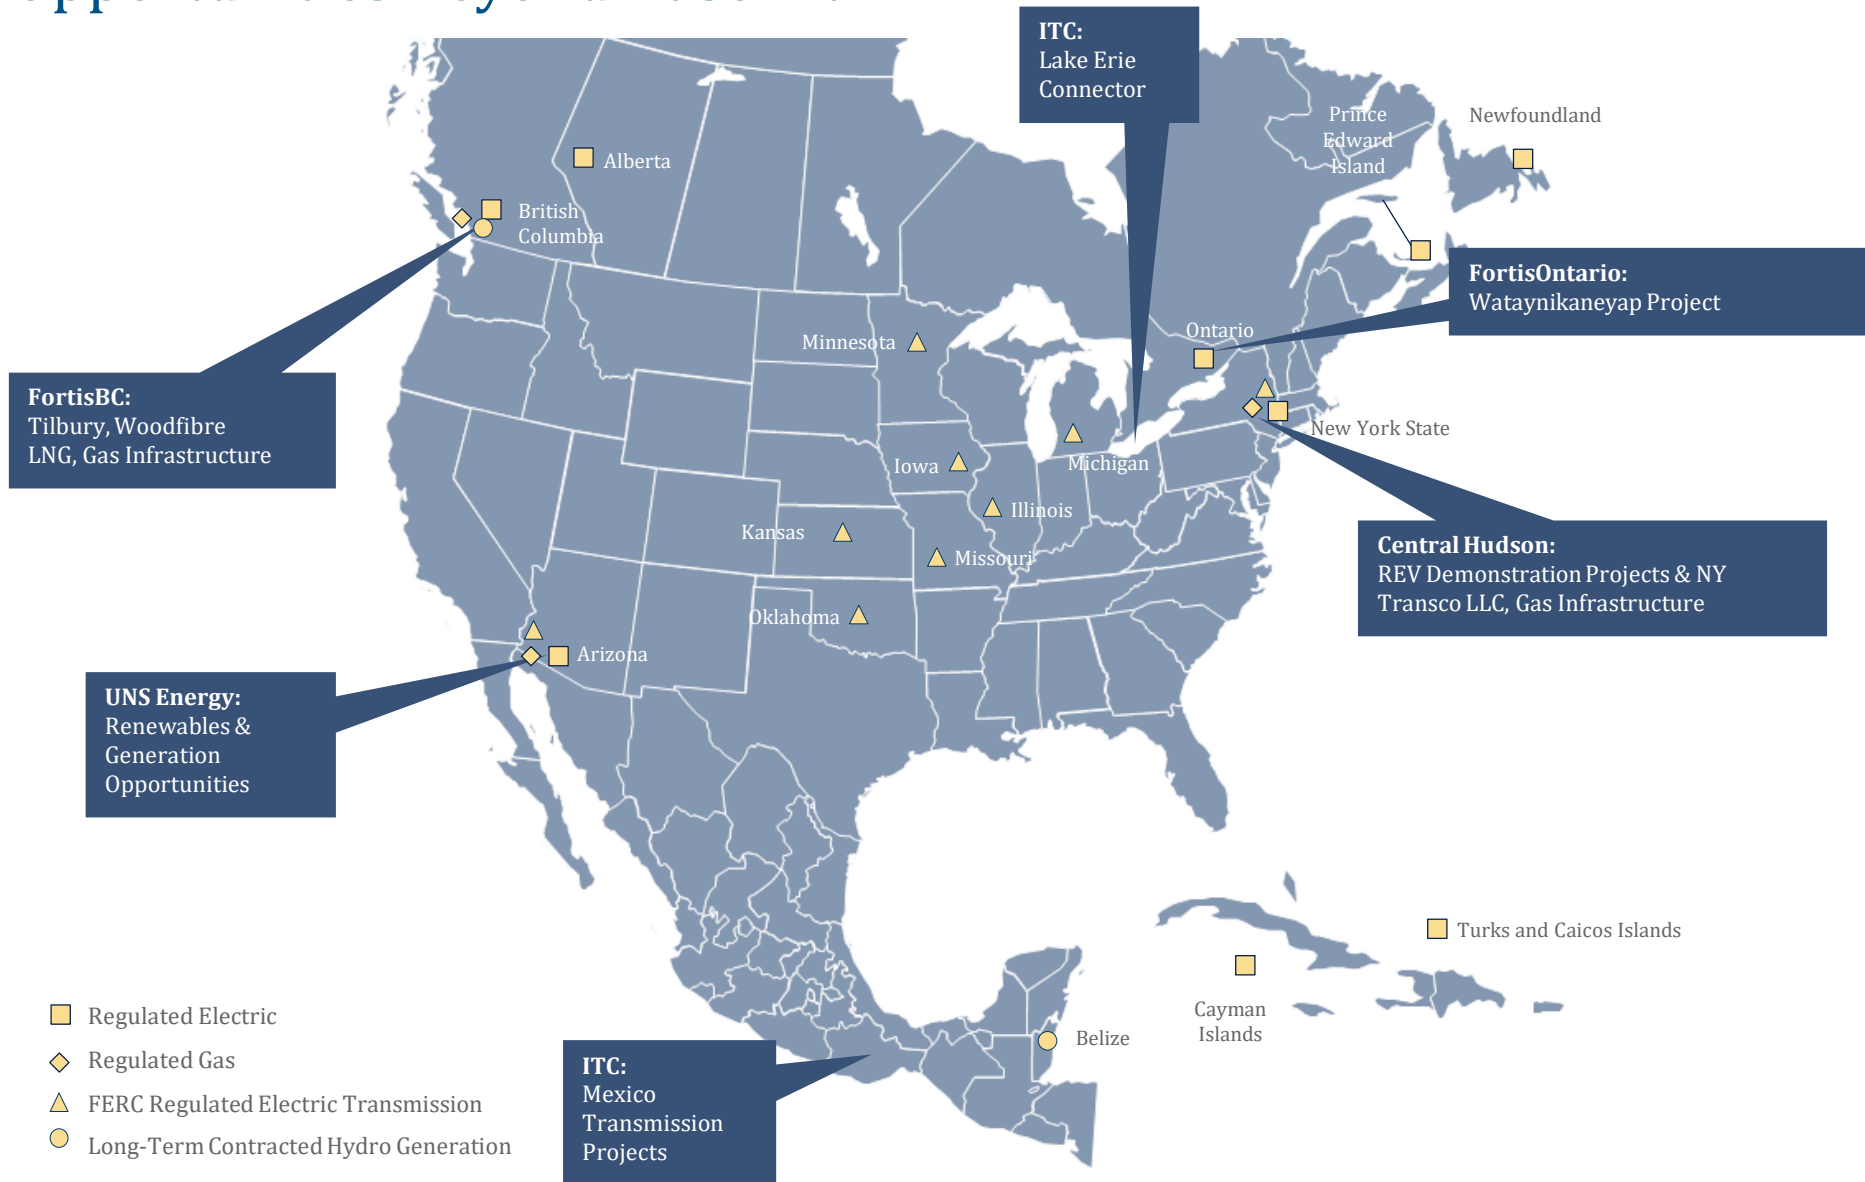 ITC:
Lake Erie
Connector
Prince
Edward
Island
Newfoundland
Alberta
British
Columbia
FortisOntario:
Wataynikaneyap Project
Ontario
Minnesota
FortisBC:
Tilbury, Woodfibre
LNG, Gas Infrastructure
New York State
Iowa
Michigan
Illinois
Kansas
Missouri
Central Hudson:
REV Demonstration Projects & NY
Transco LLC, Gas Infrastructure
Oklahoma
Arizona
UNS Energy:
Renewables &
Generation
Opportunities
Turks and Caicos Islands
Cayman
Islands
Belize
Regulated Electric
Regulated Gas
FERC Regulated Electric Transmission
Long-Term Contracted Hydro Generation
ITC:
Mexico
Transmission
Projects